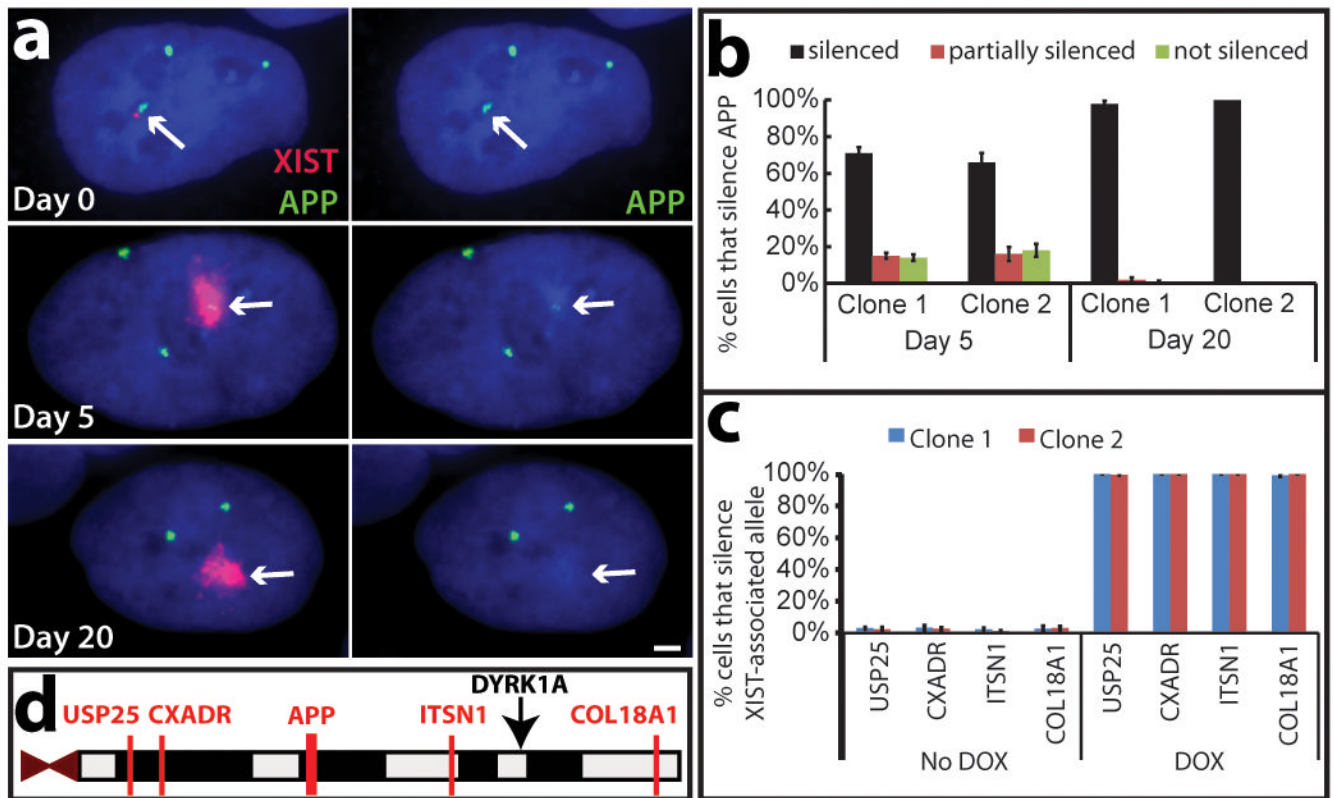 a
XIST
APP
Day 0
APP
Day 5
Day 20
b
silenced partially silenced not silenced
% cells that silence APP
100%
80%
60%
40%
20%
0%
Clone 1 Clone 2 Clone 1 Clone 2
Day 5 Day 20
c
Clone 1 Clone 2
% cells that silence
XIST-associated allele
100%
80%
60%
40%
20%
0%
USP25
CXADR
ITSN1
COL18A1
USP25
CXADR
ITSN1
COL18A1
No DOX DOX
d
DYRK1A
USP25 CXADR APP ITSN1 COL18A1